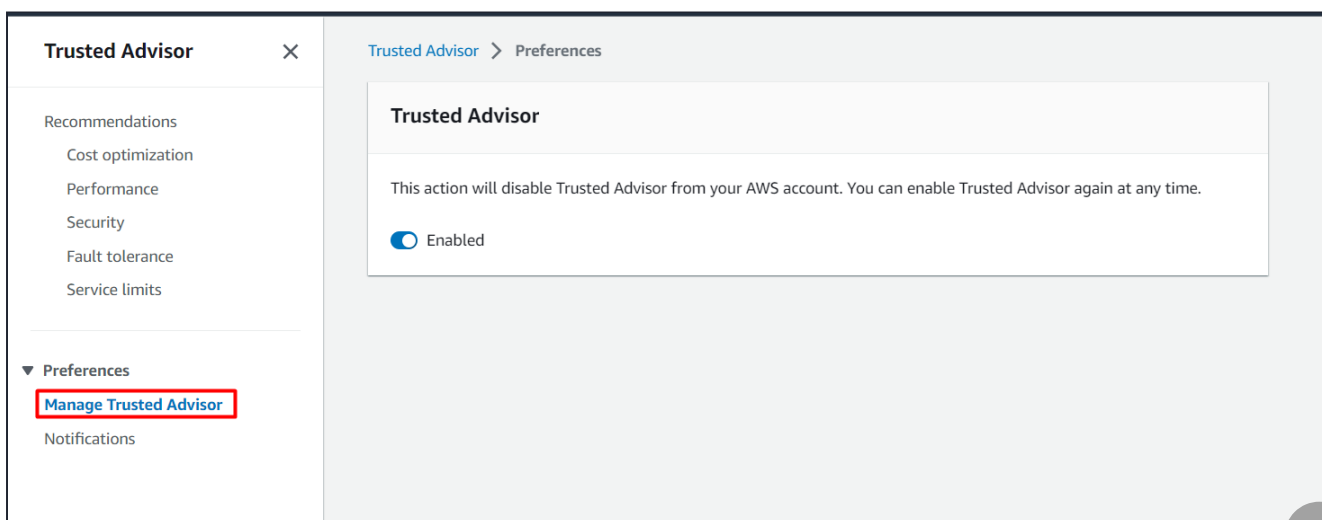 Trusted Advisor
Recommendations
Cost optimization
Performance
Security
Fault tolerance
Service limits
Preferences
Manage Trusted Advisor
Notifications
Trusted Advisor > Preferences
Trusted Advisor
This action will disable Trusted Advisor from your AWS account. You can enable Trusted Advisor again at any time.
Enabled